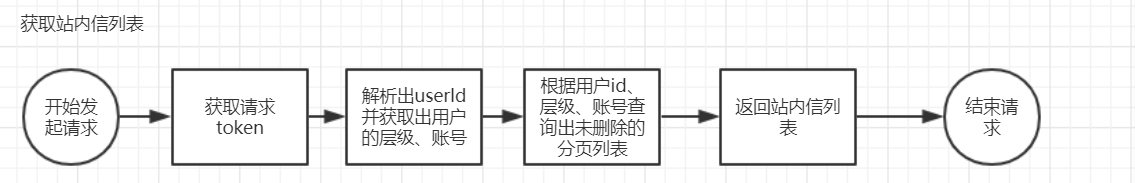 获取站内信列表
开始发
起请求
获取请求
token
解析出userId
并获取出用户
的层级、账号
根据用户id、
层级、账号查
询出未删除的
分页列表
返回站内信列
表
结束请
求